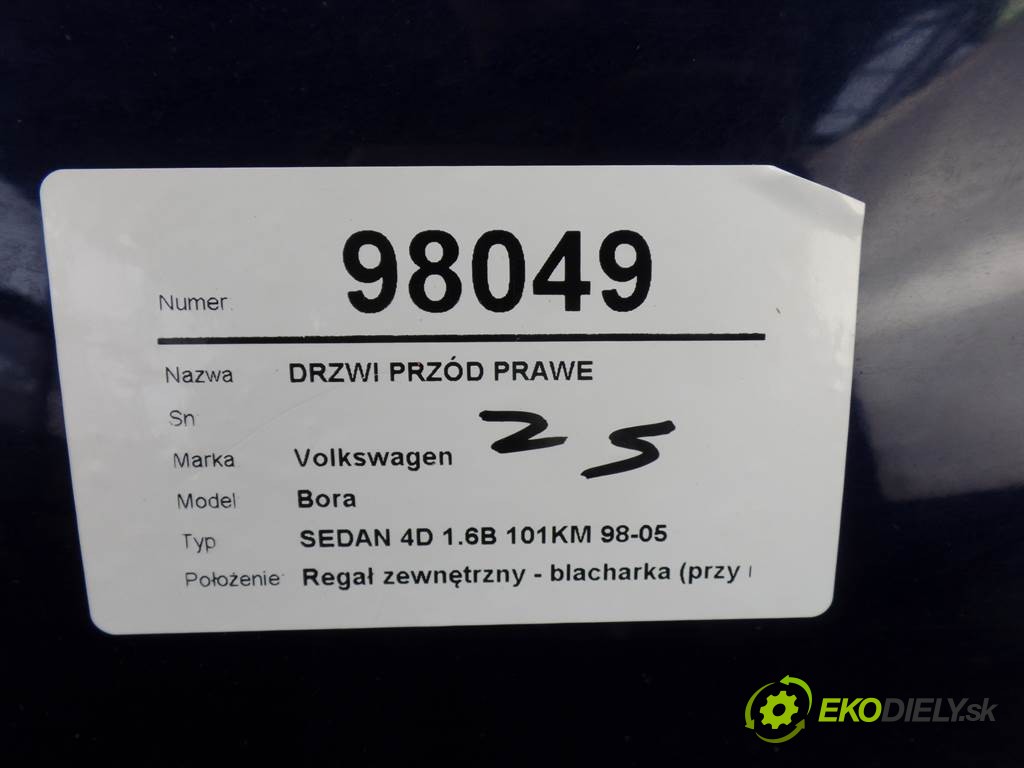 Numer 98049
Nazwa DRZWI PRZÓD PRAWE
Sn
25
Marka Volkswagen
Model Bora
Typ SEDAN 4D 1.6B 101KM 98-05
Położenie Regał zewnętrzny - blacharka (przy
EKODIELY.sk